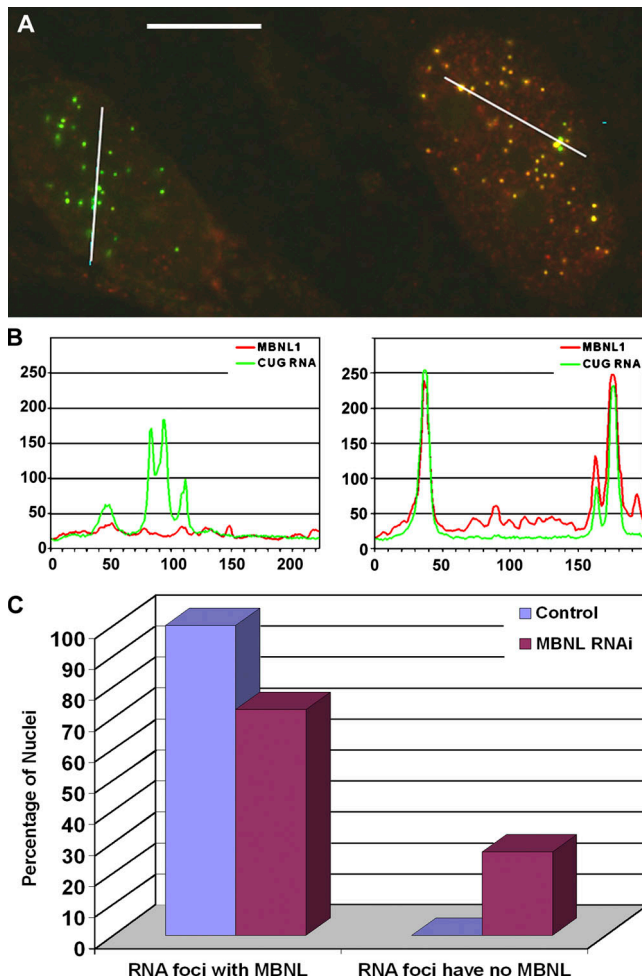 A
B
MBNL1
CUG RNA
250
200
150
100
50
0
0 50 100 150 200
MBNL1
CUG RNA
250
200
150
100
50
0
0 50 100 150
C
Control
MBNL RNAi
Percentage of Nuclei
100
90
80
70
60
50
40
30
20
10
0
RNA foci with MBNL
RNA foci have no MBNL